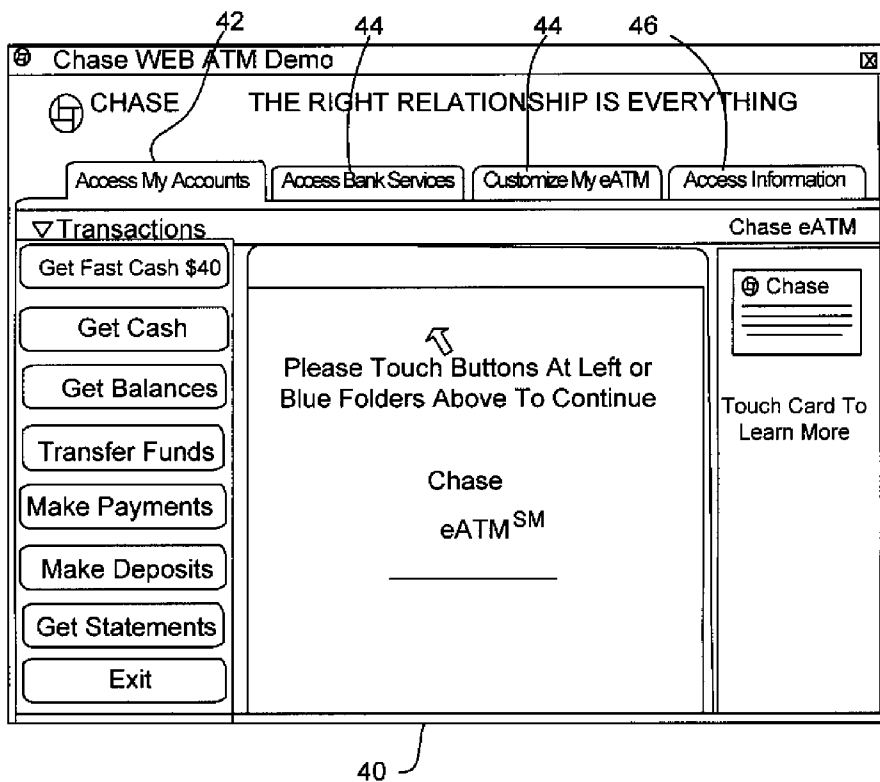 42 44 44 46
Chase WEB ATM Demo
CHASE THE RIGHT RELATIONSHIP IS EVERYTHING
Access My Accounts Access Bank Services Customize My eATM Access Information
Transactions Chase eATM
Get Fast Cash $40
Get Cash
Get Balances
Transfer Funds
Make Payments
Make Deposits
Get Statements
Exit
Please Touch Buttons At Left or
Blue Folders Above To Continue
Chase
eATM SM
Chase
Touch Card To
Learn More
40